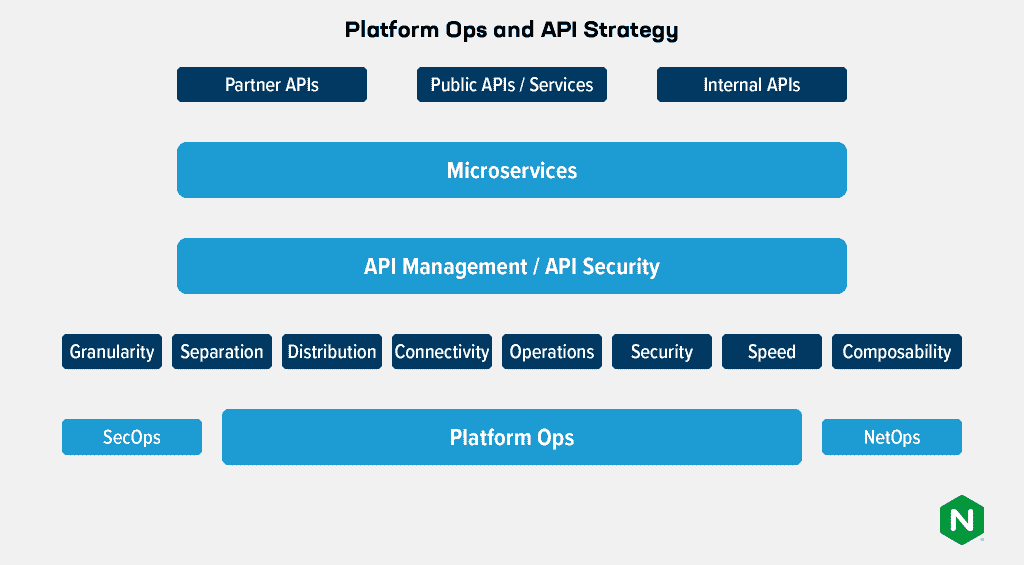 Platform Ops and API Strategy
Partner APIs
Public APIs / Services
Internal APIs
Microservices
API Management / API Security
Granularity
Separation
Distribution
Connectivity
Operations
Security
Speed
Composability
SecOps
Platform Ops
NetOps
N